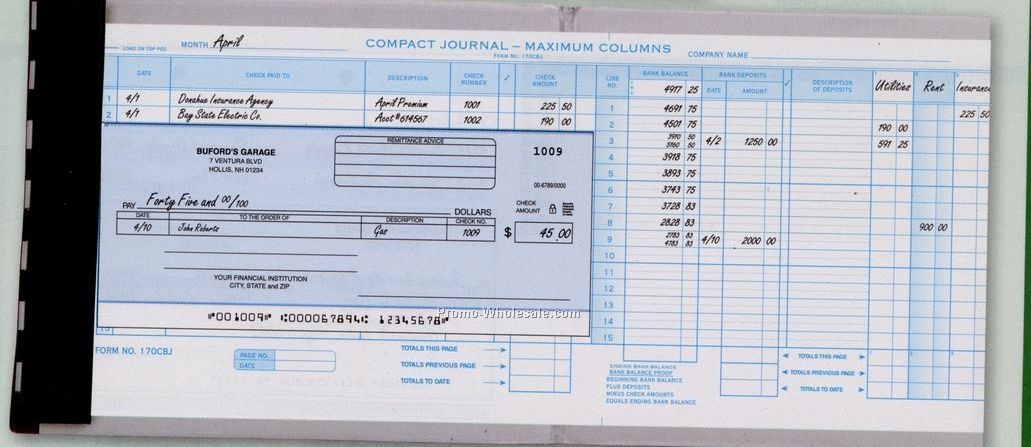 LOAD ON TOP PEG MONTH April COMPACT JOURNAL – MAXIMUM COLUMNS COMPANY NAME
FORM No. 170CBJ
DATE CHECK PAID TO DESCRIPTION CHECK NUMBER ✓ CHECK AMOUNT LINE NO. BANK BALANCE BANK DEPOSITS ✓ DESCRIPTION OF DEPOSITS Utilities Rent Insurance
4917 25 DATE AMOUNT
1 4/1 Donahue Insurance Agency April Premium 1001 225 50 1 4691 75 225 50
2 4/1 Bay State Electric Co. Acct #614567 1002 190 00 2 4501 75 190 00
3 3910 50 5160 50 4/2 1250 00 591 25
4 3918 75
5 3893 75
6 3743 75
7 3728 83
8 2828 83 900 00
9 2783 83 4783 83 4/10 2000 00
10
11
12
13
14
15
BUFORD'S GARAGE
7 VENTURA BLVD
HOLLIS, NH 01234
REMITTANCE ADVICE
1009
00-6789/0000
PAY Forty Five and 00/100 DOLLARS
CHECK AMOUNT
DATE TO THE ORDER OF DESCRIPTION CHECK NO.
4/10 John Roberts Gas 1009 $ 45.00
YOUR FINANCIAL INSTITUTION
CITY, STATE and ZIP
⑈001009⑈ ⑆000067894⑆ 12345678⑈
Promo-Wholesale.com
15
FORM NO. 170CBJ
PAGE NO.
DATE
TOTALS THIS PAGE
TOTALS PREVIOUS PAGE
TOTALS TO DATE
ENDING BANK BALANCE
BANK BALANCE PROOF
BEGINNING BANK BALANCE
PLUS DEPOSITS
MINUS CHECK AMOUNTS
EQUALS ENDING BANK BALANCE
TOTALS THIS PAGE
TOTALS PREVIOUS PAGE
TOTALS TO DATE